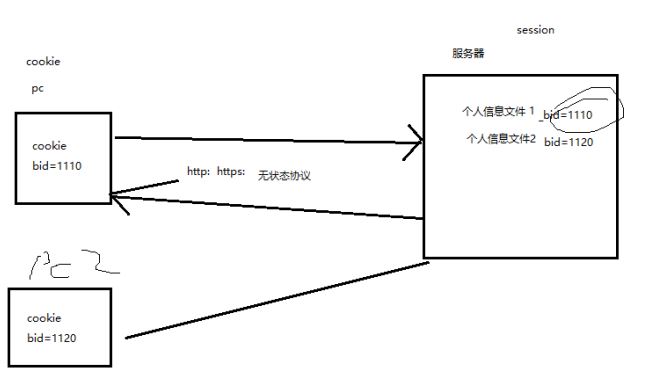 session
服务器
cookie
pc
个人信息文件 1 _bid=1110
个人信息文件2 bid=1120
cookie
bid=1110
http: https: 无状态协议
PC 2
cookie
bid=1120